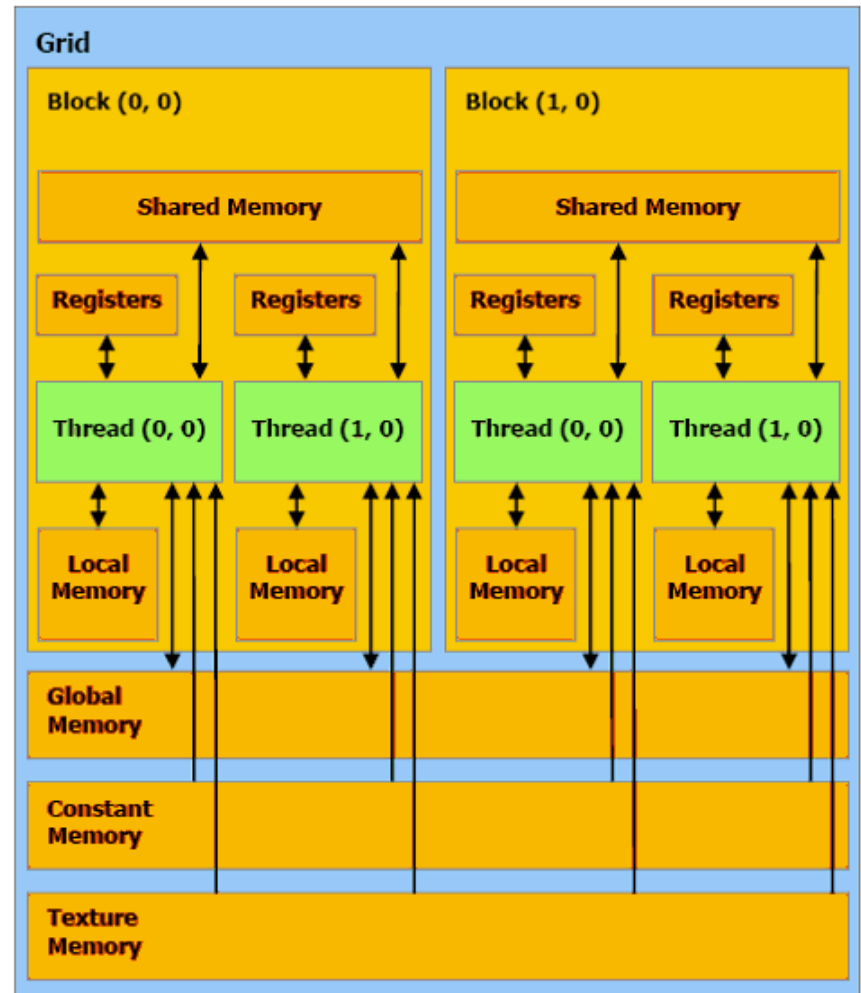 Grid
Block (0, 0)
Block (1, 0)
Shared Memory
Shared Memory
Registers
Registers
Registers
Registers
Thread (0, 0)
Thread (1, 0)
Thread (0, 0)
Thread (1, 0)
Local
Memory
Local
Memory
Local
Memory
Local
Memory
Global
Memory
Constant
Memory
Texture
Memory